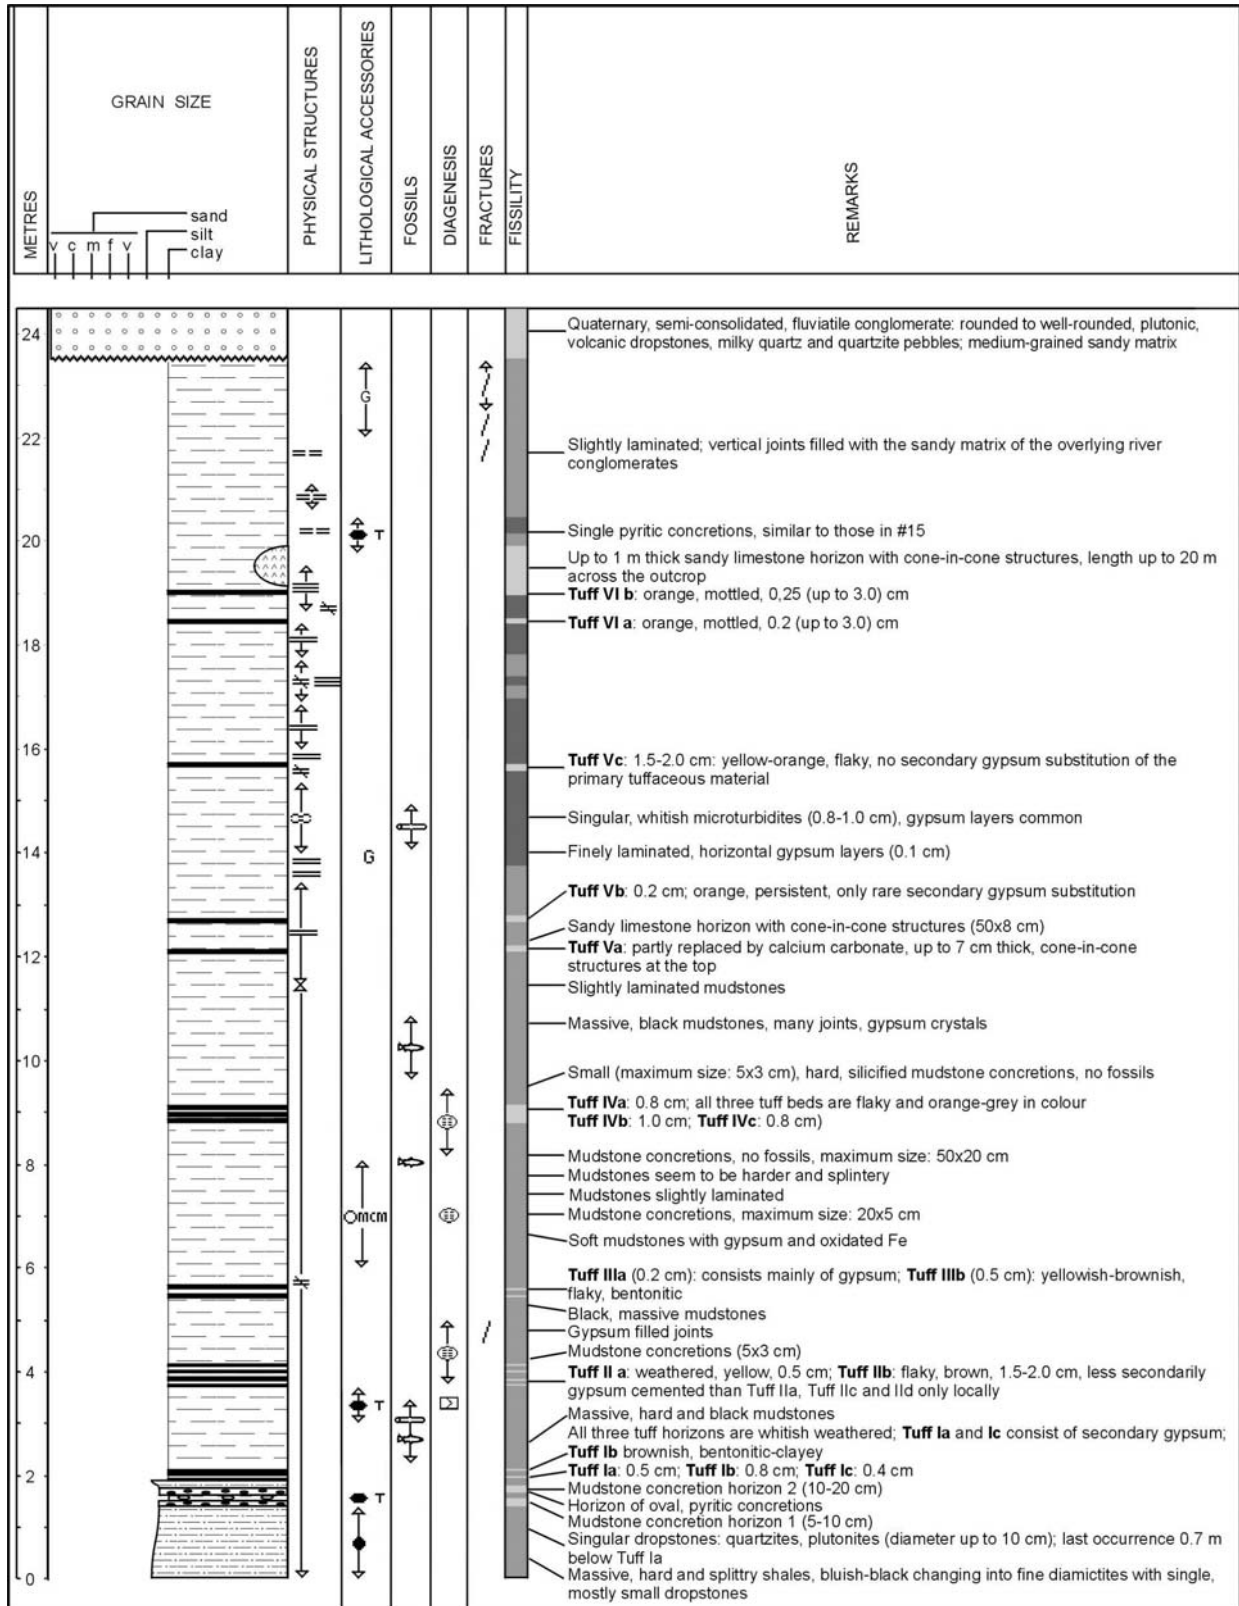 GRAIN SIZE
METRES
v c m f v
sand
silt
clay
PHYSICAL STRUCTURES
LITHOLOGICAL ACCESSORIES
FOSSILS
DIAGENESIS
FRACTURES
FISSILITY
REMARKS
24
Quaternary, semi-consolidated, fluviatile conglomerate: rounded to well-rounded, plutonic,
volcanic dropstones, milky quartz and quartzite pebbles; medium-grained sandy matrix
G
22
Slightly laminated; vertical joints filled with the sandy matrix of the overlying river
conglomerates
T
Single pyritic concretions, similar to those in #15
20
Up to 1 m thick sandy limestone horizon with cone-in-cone structures, length up to 20 m
across the outcrop
Tuff VI b: orange, mottled, 0,25 (up to 3.0) cm
Tuff VI a: orange, mottled, 0.2 (up to 3.0) cm
18
16
Tuff Vc: 1.5-2.0 cm: yellow-orange, flaky, no secondary gypsum substitution of the
primary tuffaceous material
Singular, whitish microturbidites (0.8-1.0 cm), gypsum layers common
14
G
Finely laminated, horizontal gypsum layers (0.1 cm)
Tuff Vb: 0.2 cm; orange, persistent, only rare secondary gypsum substitution
Sandy limestone horizon with cone-in-cone structures (50x8 cm)
12
Tuff Va: partly replaced by calcium carbonate, up to 7 cm thick, cone-in-cone
structures at the top
Slightly laminated mudstones
Massive, black mudstones, many joints, gypsum crystals
10
Small (maximum size: 5x3 cm), hard, silicified mudstone concretions, no fossils
Tuff IVa: 0.8 cm; all three tuff beds are flaky and orange-grey in colour
Tuff IVb: 1.0 cm; Tuff IVc: 0.8 cm)
8
Mudstone concretions, no fossils, maximum size: 50x20 cm
Mudstones seem to be harder and splintery
Mudstones slightly laminated
mcm
Mudstone concretions, maximum size: 20x5 cm
Soft mudstones with gypsum and oxidated Fe
6
Tuff IIIa (0.2 cm): consists mainly of gypsum; Tuff IIIb (0.5 cm): yellowish-brownish,
flaky, bentonitic
Black, massive mudstones
Gypsum filled joints
Mudstone concretions (5x3 cm)
4
Tuff II a: weathered, yellow, 0.5 cm; Tuff IIb: flaky, brown, 1.5-2.0 cm, less secondarily
gypsum cemented than Tuff IIa, Tuff IIc and IId only locally
T
Massive, hard and black mudstones
All three tuff horizons are whitish weathered; Tuff Ia and Ic consist of secondary gypsum;
Tuff Ib brownish, bentonitic-clayey
2
Tuff Ia: 0.5 cm; Tuff Ib: 0.8 cm; Tuff Ic: 0.4 cm
Mudstone concretion horizon 2 (10-20 cm)
T
Horizon of oval, pyritic concretions
Mudstone concretion horizon 1 (5-10 cm)
Singular dropstones: quartzites, plutonites (diameter up to 10 cm); last occurrence 0.7 m
below Tuff Ia
0
Massive, hard and splittry shales, bluish-black changing into fine diamictites with single,
mostly small dropstones